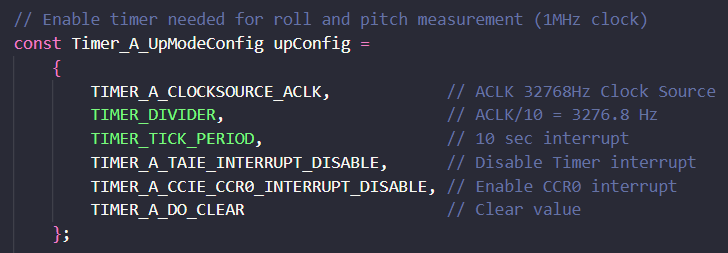 // Enable timer needed for roll and pitch measurement (1MHz clock)
const Timer_A_UpModeConfig upConfig =
{
TIMER_A_CLOCKSOURCE_ACLK, // ACLK 32768Hz Clock Source
TIMER_DIVIDER, // ACLK/10 = 3276.8 Hz
TIMER_TICK_PERIOD, // 10 sec interrupt
TIMER_A_TAIE_INTERRUPT_DISABLE, // Disable Timer interrupt
TIMER_A_CCIE_CCR0_INTERRUPT_DISABLE, // Enable CCR0 interrupt
TIMER_A_DO_CLEAR // Clear value
};